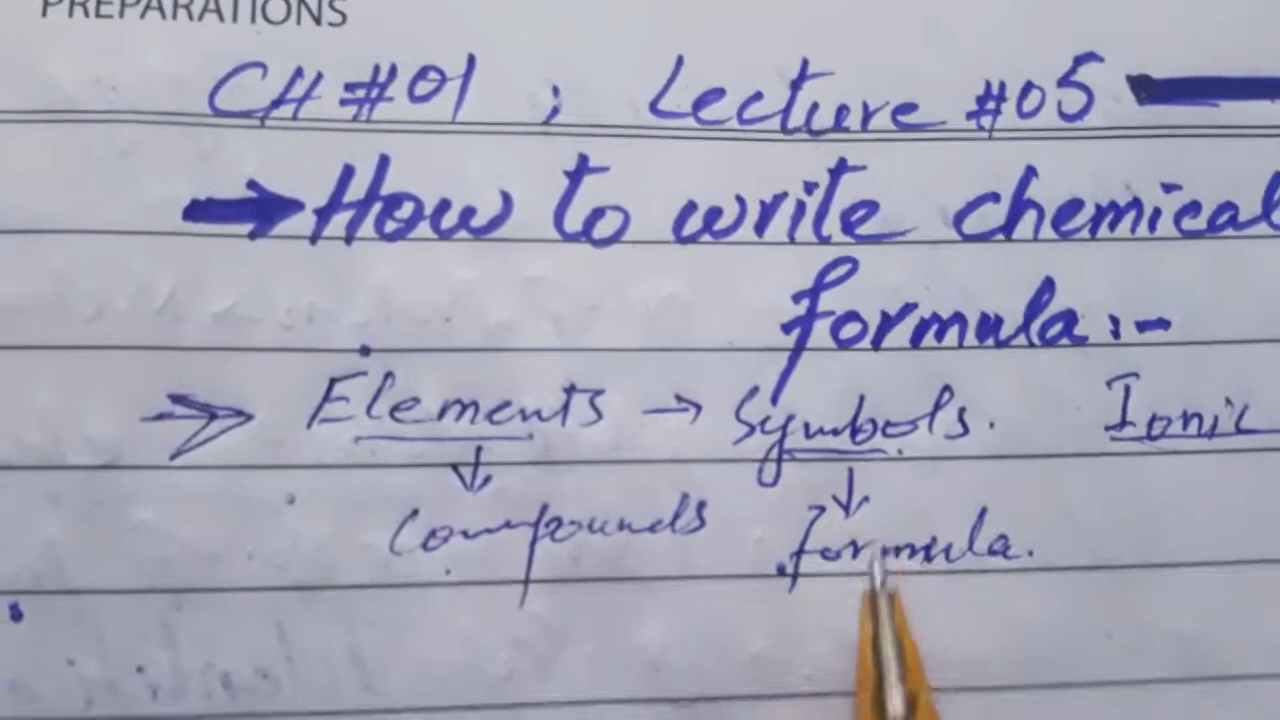 PREPARATIONS
CH #01 ; Lecture #05
→ How to write chemical
formula :-
Elements → Symbols. Ionic
↓ ↓
Compounds formula.